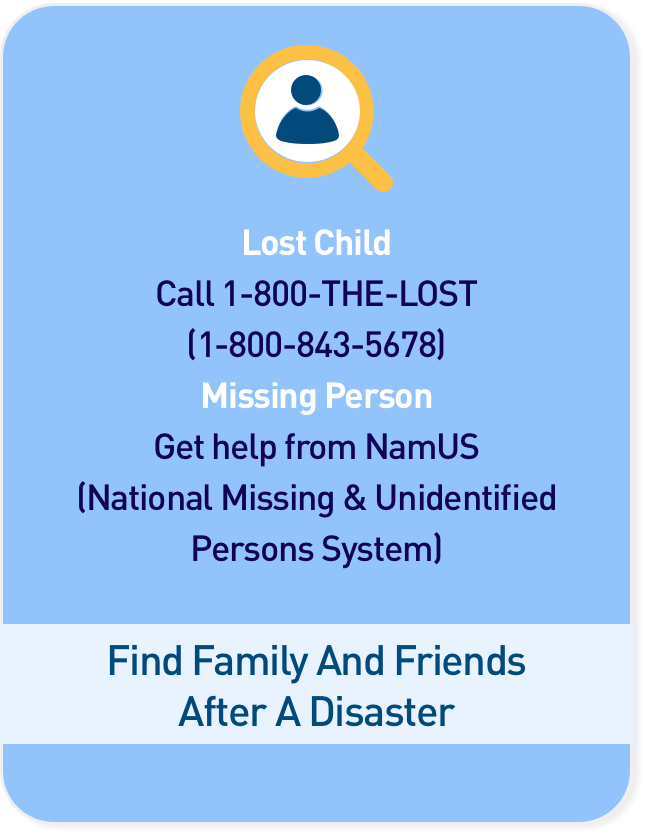 Lost Child
Call 1-800-THE-LOST
(1-800-843-5678)
Missing Person
Get help from NamUS
(National Missing & Unidentified
Persons System)
Find Family And Friends
After A Disaster